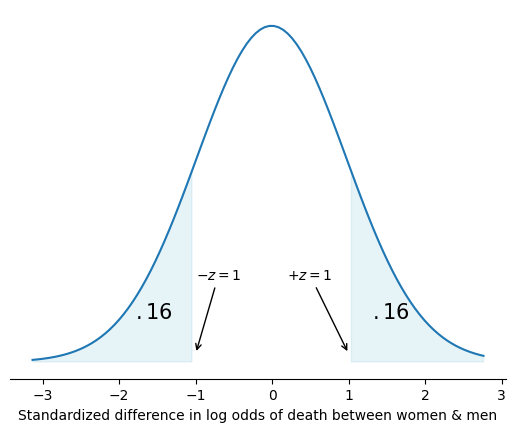 −z = 1
+z = 1
.16
.16
−3 −2 −1 0 1 2 3
Standardized difference in log odds of death between women & men